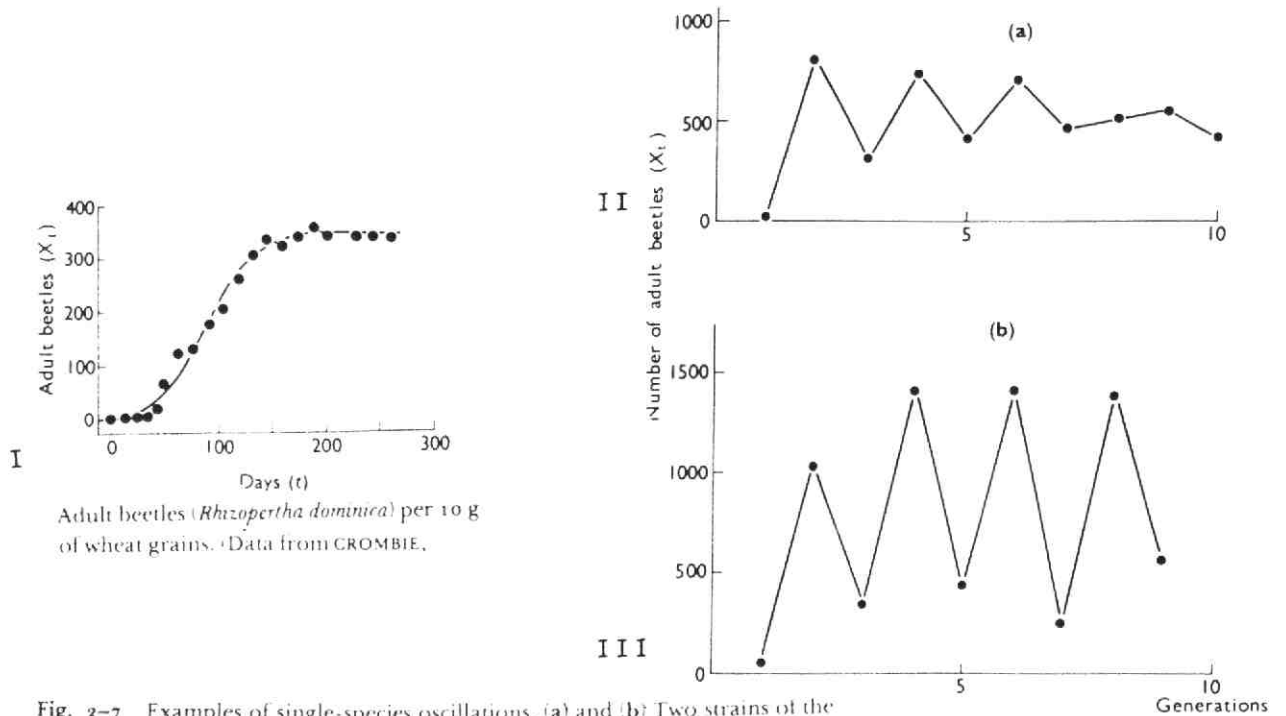 Adult beetles (X₁)
400
300
200
100
0
0 100 200 300
Days (t)
I
Adult beetles (Rhizopertha dominica) per 10 g
of wheat grains. (Data from CROMBIE,
II
(a)
1000
500
0
5 10
Number of adult beetles (Xₜ)
III
(b)
1500
1000
500
0
5 10
Generations
Fig. 2–7 Examples of single-species oscillations. (a) and (b) Two strains of the